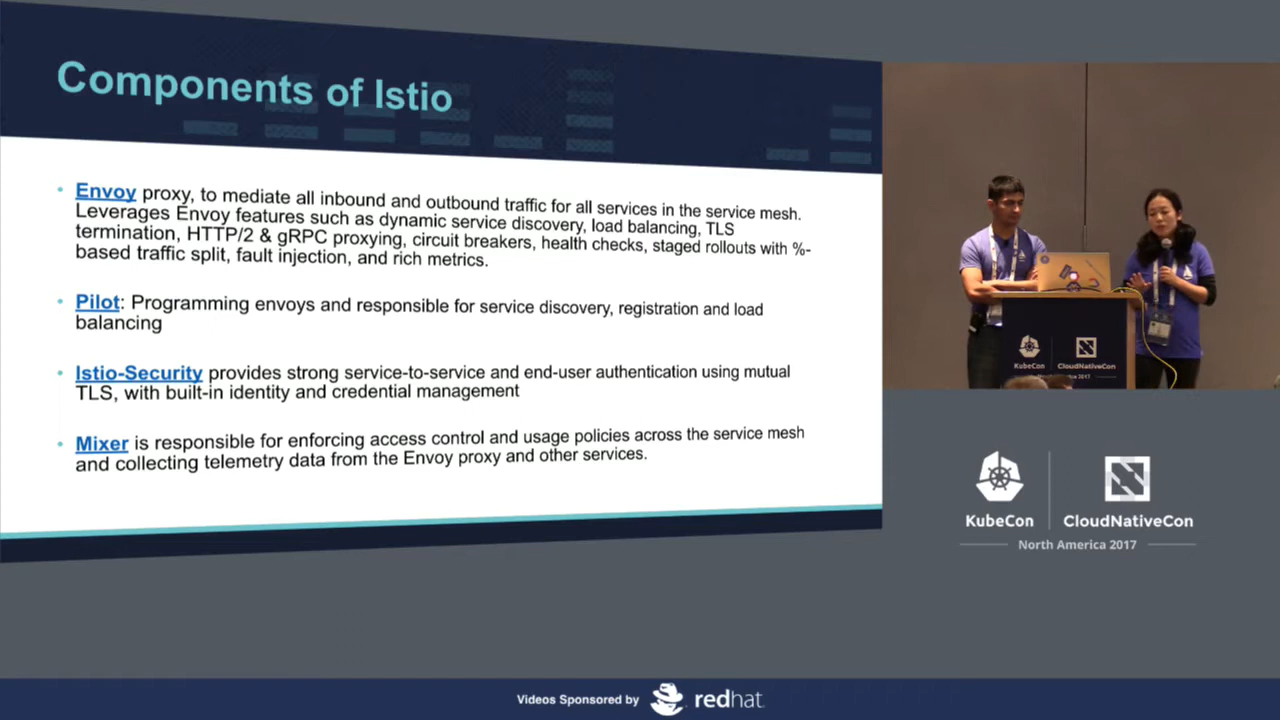 Components of Istio
• Envoy proxy, to mediate all inbound and outbound traffic for all services in the service mesh.
Leverages Envoy features such as dynamic service discovery, load balancing, TLS
termination, HTTP/2 & gRPC proxying, circuit breakers, health checks, staged rollouts with %-
based traffic split, fault injection, and rich metrics.
• Pilot: Programming envoys and responsible for service discovery, registration and load
balancing
• Istio-Security provides strong service-to-service and end-user authentication using mutual
TLS, with built-in identity and credential management
• Mixer is responsible for enforcing access control and usage policies across the service mesh
and collecting telemetry data from the Envoy proxy and other services.
KubeCon
CloudNativeCon
KubeCon
CloudNativeCon
North America 2017
Videos Sponsored by
redhat